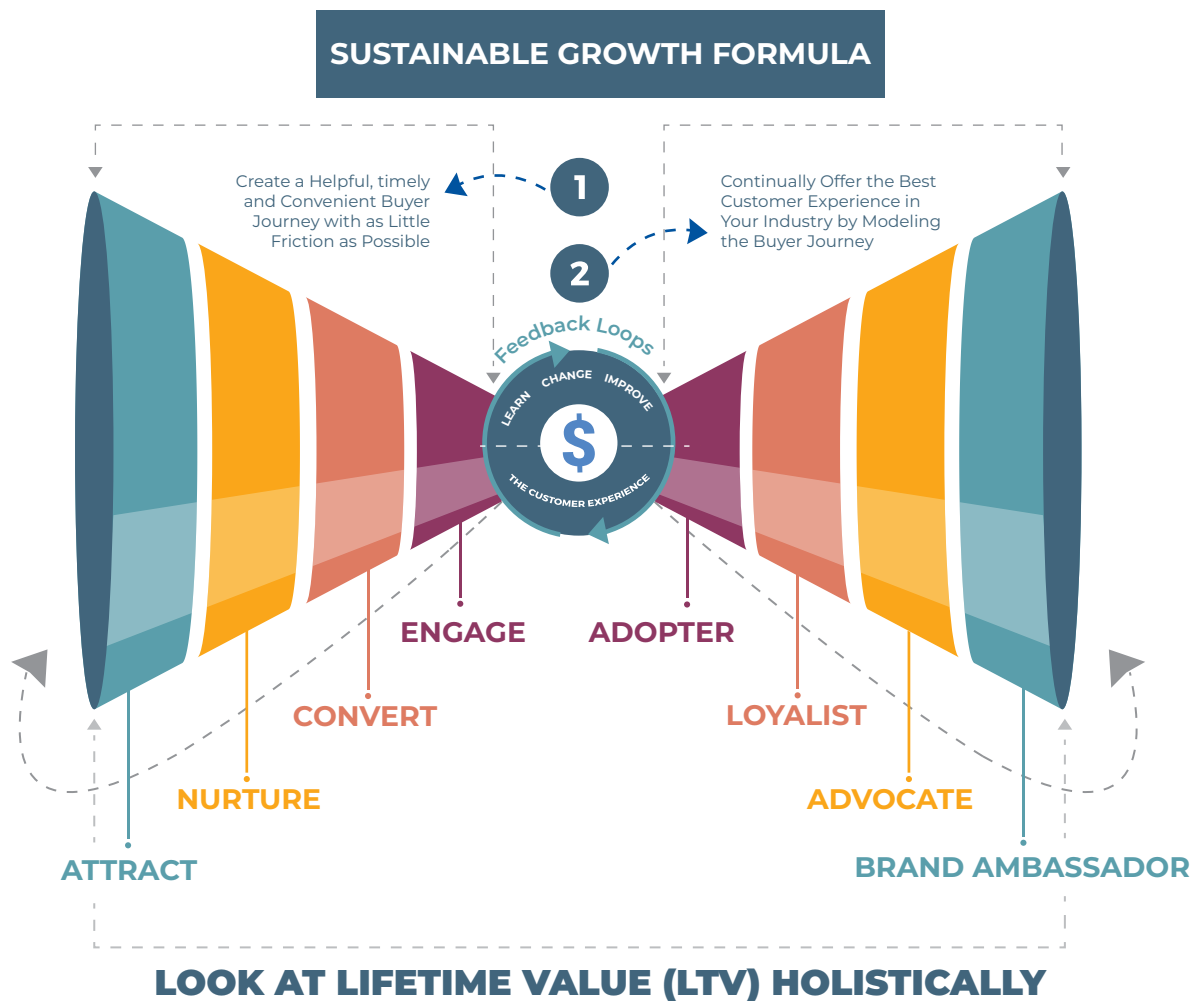 SUSTAINABLE GROWTH FORMULA
Create a Helpful, timely
and Convenient Buyer
Journey with as Little
Friction as Possible
1
2
Continually Offer the Best
Customer Experience in
Your Industry by Modeling
the Buyer Journey
Feedback Loops
LEARN CHANGE IMPROVE
$
THE CUSTOMER EXPERIENCE
ENGAGE
ADOPTER
CONVERT
LOYALIST
NURTURE
ADVOCATE
ATTRACT
BRAND AMBASSADOR
LOOK AT LIFETIME VALUE (LTV) HOLISTICALLY